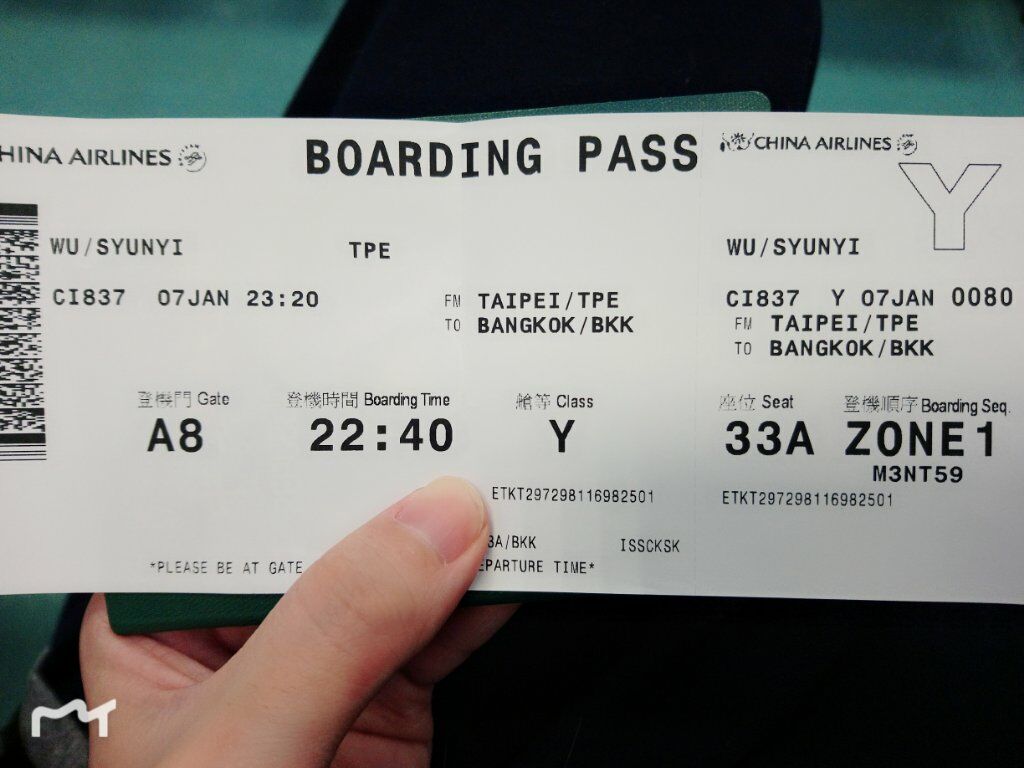 HINA AIRLINES
BOARDING PASS
CHINA AIRLINES
Y
WU/SYUNYI
TPE
WU/SYUNYI
CI837 07JAN 23:20
FM TAIPEI/TPE
TO BANGKOK/BKK
CI837 Y 07JAN 0080
FM TAIPEI/TPE
TO BANGKOK/BKK
登機門 Gate
登機時間 Boarding Time
艙等 Class
座位 Seat
登機順序 Boarding Seq.
A8
22:40
Y
33A
ZONE 1
M3NT59
ETKT297298116982501
ETKT297298116982501
3A/BKK
ISSCKSK
*PLEASE BE AT GATE
EPARTURE TIME*